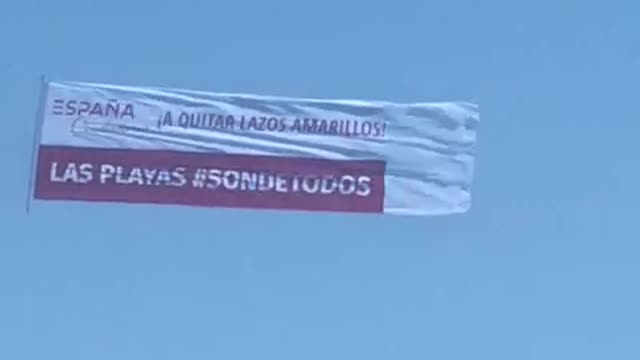 ESPAÑA
¡A QUITAR LAZOS AMARILLOS!
LAS PLAYAS #SONDETODOS